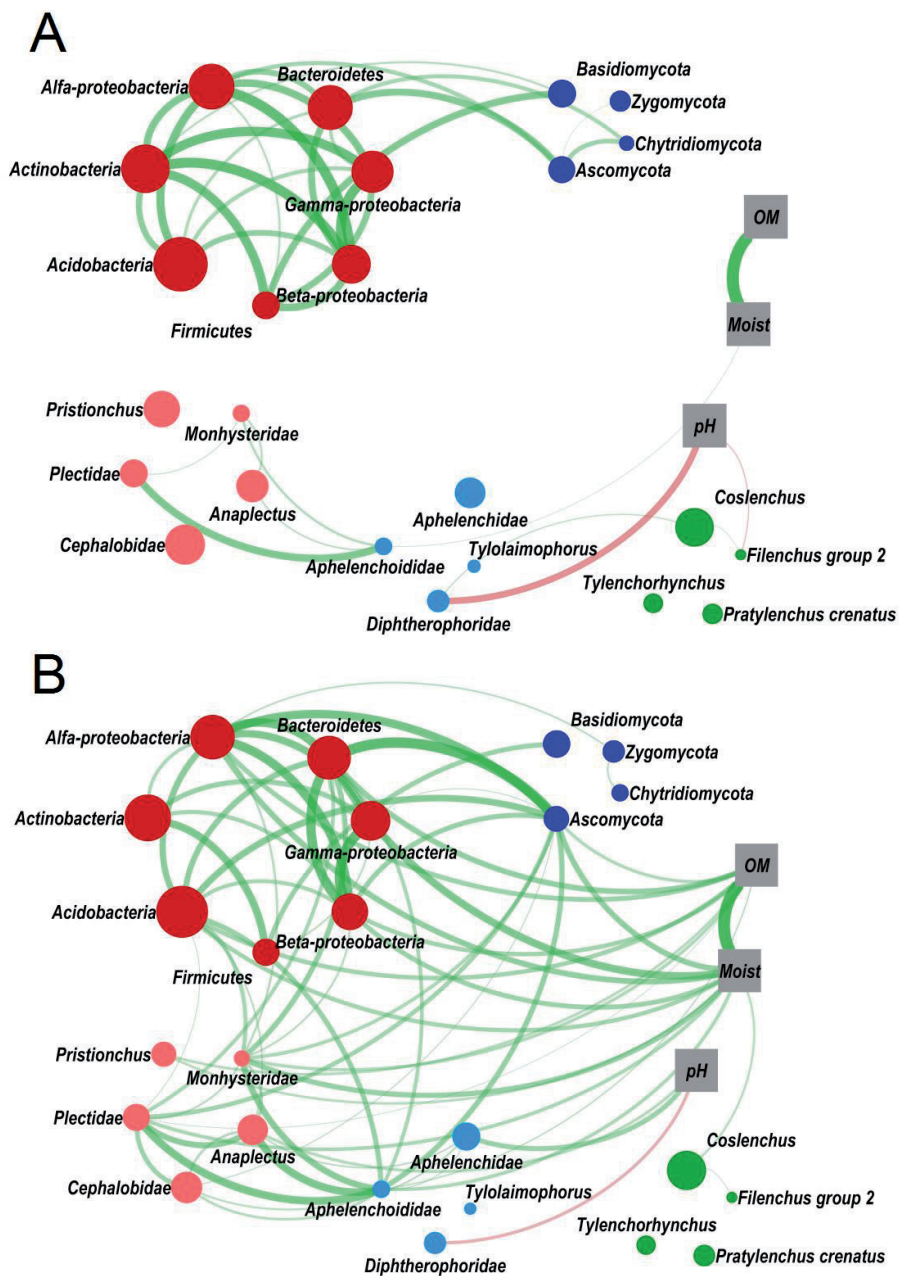 A
Alfa-proteobacteria
Bacteroidetes
Basidiomycota
Zygomycota
Chytridiomycota
Actinobacteria
Ascomycota
Gamma-proteobacteria
OM
Acidobacteria
Beta-proteobacteria
Firmicutes
Moist
Pristionchus
Monhysteridae
pH
Plectidae
Coslenchus
Anaplectus
Aphelenchidae
Cephalobidae
Tylolaimophorus
Filenchus group 2
Aphelenchoididae
Tylenchorhynchus
Diphtherophoridae
Pratylenchus crenatus
B
Alfa-proteobacteria
Bacteroidetes
Basidiomycota
Zygomycota
Chytridiomycota
Actinobacteria
Ascomycota
Gamma-proteobacteria
OM
Acidobacteria
Beta-proteobacteria
Firmicutes
Moist
Pristionchus
Monhysteridae
pH
Plectidae
Coslenchus
Anaplectus
Aphelenchidae
Cephalobidae
Tylolaimophorus
Filenchus group 2
Aphelenchoididae
Tylenchorhynchus
Diphtherophoridae
Pratylenchus crenatus